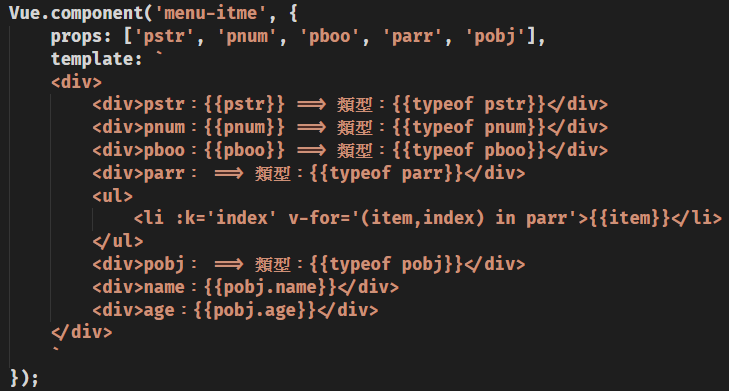 Vue.component('menu-itme', {
    props: ['pstr', 'pnum', 'pboo', 'parr', 'pobj'],
    template: `
    <div>
        <div>pstr：{{pstr}} ==> 類型：{{typeof pstr}}</div>
        <div>pnum：{{pnum}} ==> 類型：{{typeof pnum}}</div>
        <div>pboo：{{pboo}} ==> 類型：{{typeof pboo}}</div>
        <div>parr： ==> 類型：{{typeof parr}}</div>
        <ul>
            <li :k='index' v-for='(item,index) in parr'>{{item}}</li>
        </ul>
        <div>pobj： ==> 類型：{{typeof pobj}}</div>
        <div>name：{{pobj.name}}</div>
        <div>age：{{pobj.age}}</div>
    </div>
    `
});